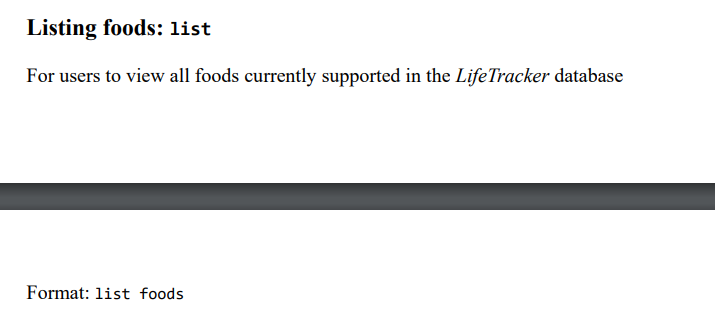 Listing foods: list
For users to view all foods currently supported in the LifeTracker database
Format: list foods